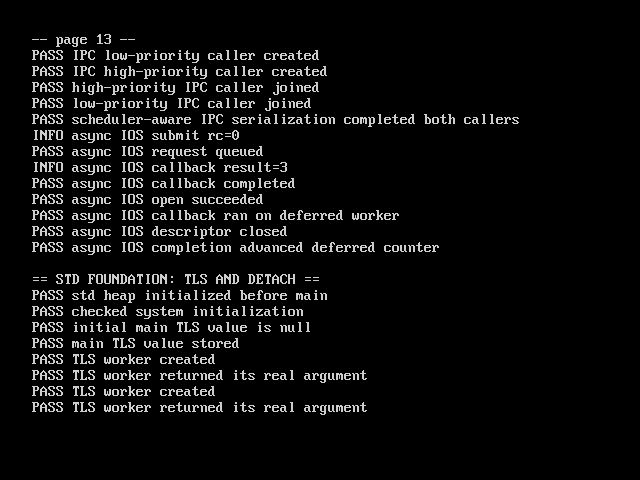 -- page 13 --
PASS IPC low-priority caller created
PASS IPC high-priority caller created
PASS high-priority IPC caller joined
PASS low-priority IPC caller joined
PASS scheduler-aware IPC serialization completed both callers
INFO async IOS submit rc=0
PASS async IOS request queued
INFO async IOS callback result=3
PASS async IOS callback completed
PASS async IOS open succeeded
PASS async IOS callback ran on deferred worker
PASS async IOS descriptor closed
PASS async IOS completion advanced deferred counter
== STD FOUNDATION: TLS AND DETACH ==
PASS std heap initialized before main
PASS checked system initialization
PASS initial main TLS value is null
PASS main TLS value stored
PASS TLS worker created
PASS TLS worker returned its real argument
PASS TLS worker created
PASS TLS worker returned its real argument